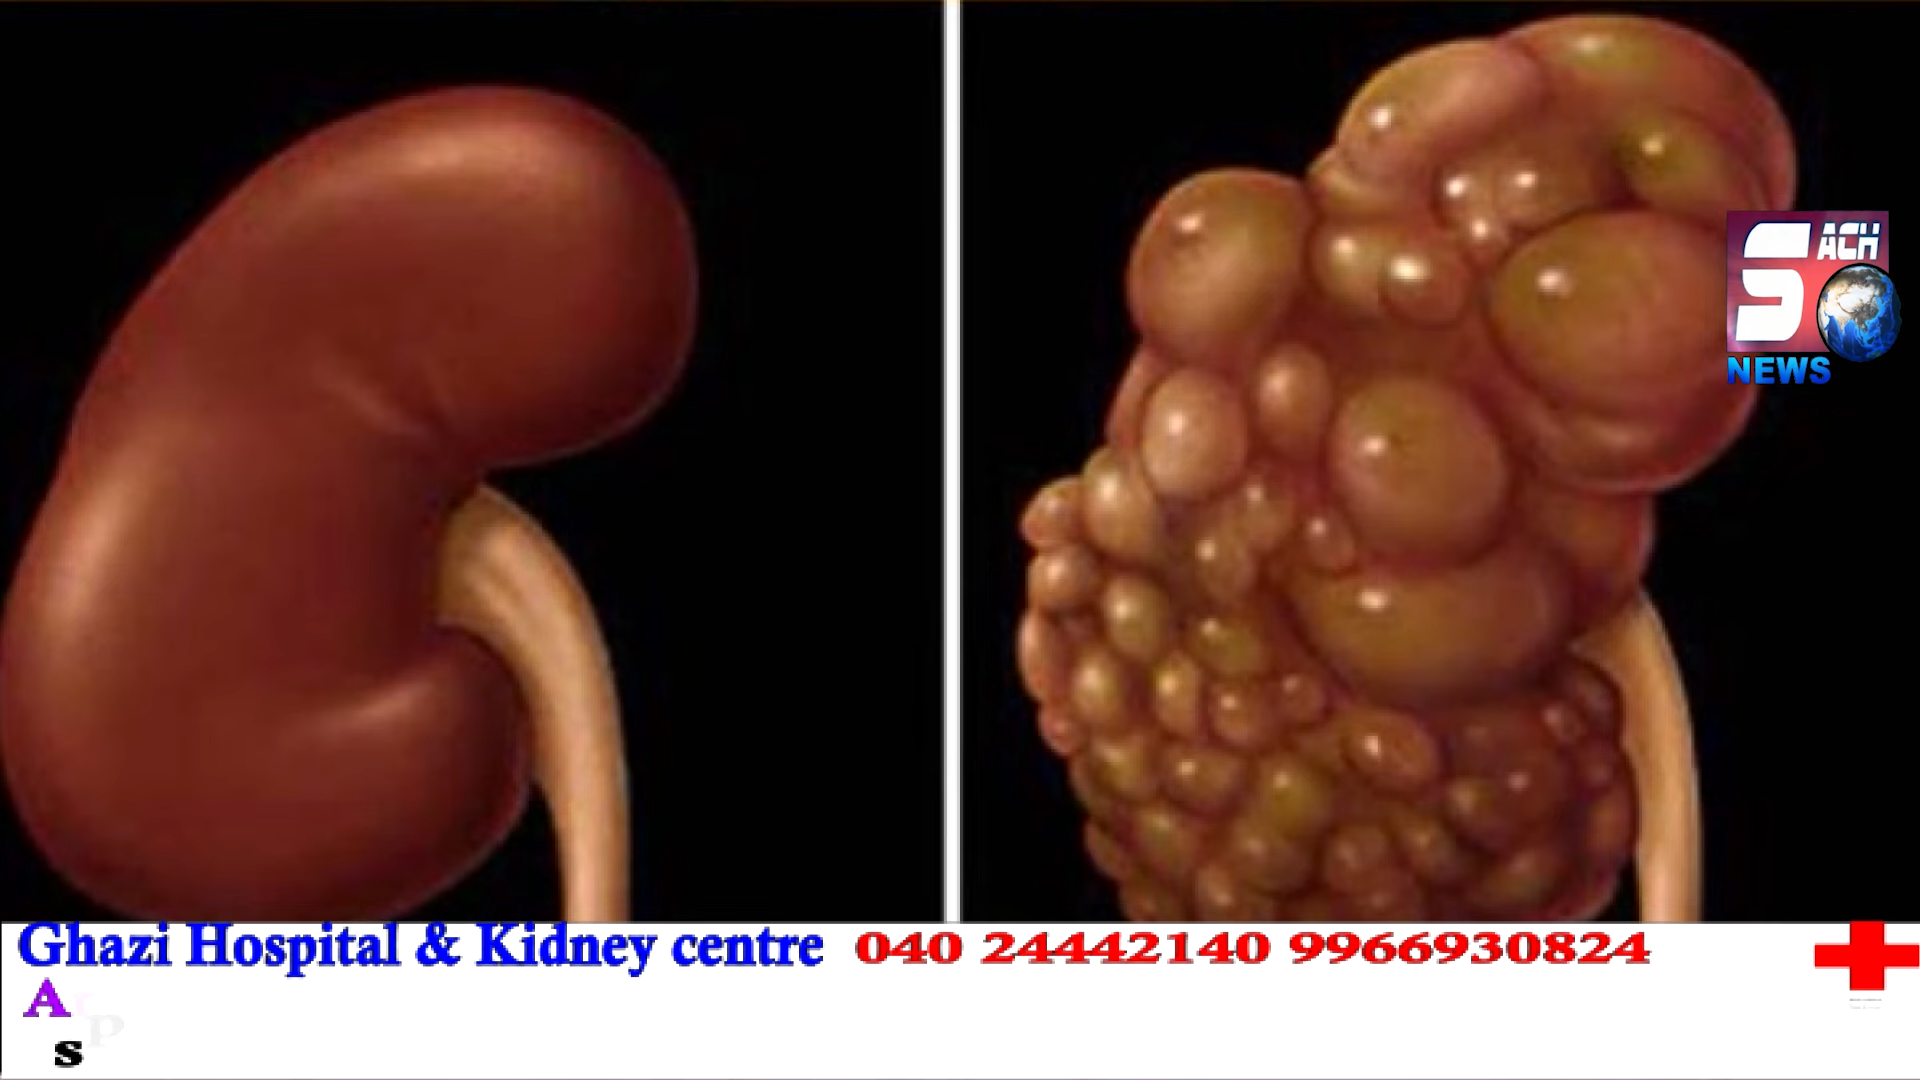 SACH
NEWS
Ghazi Hospital & Kidney centre 040 24442140 9966930824
A
p
s